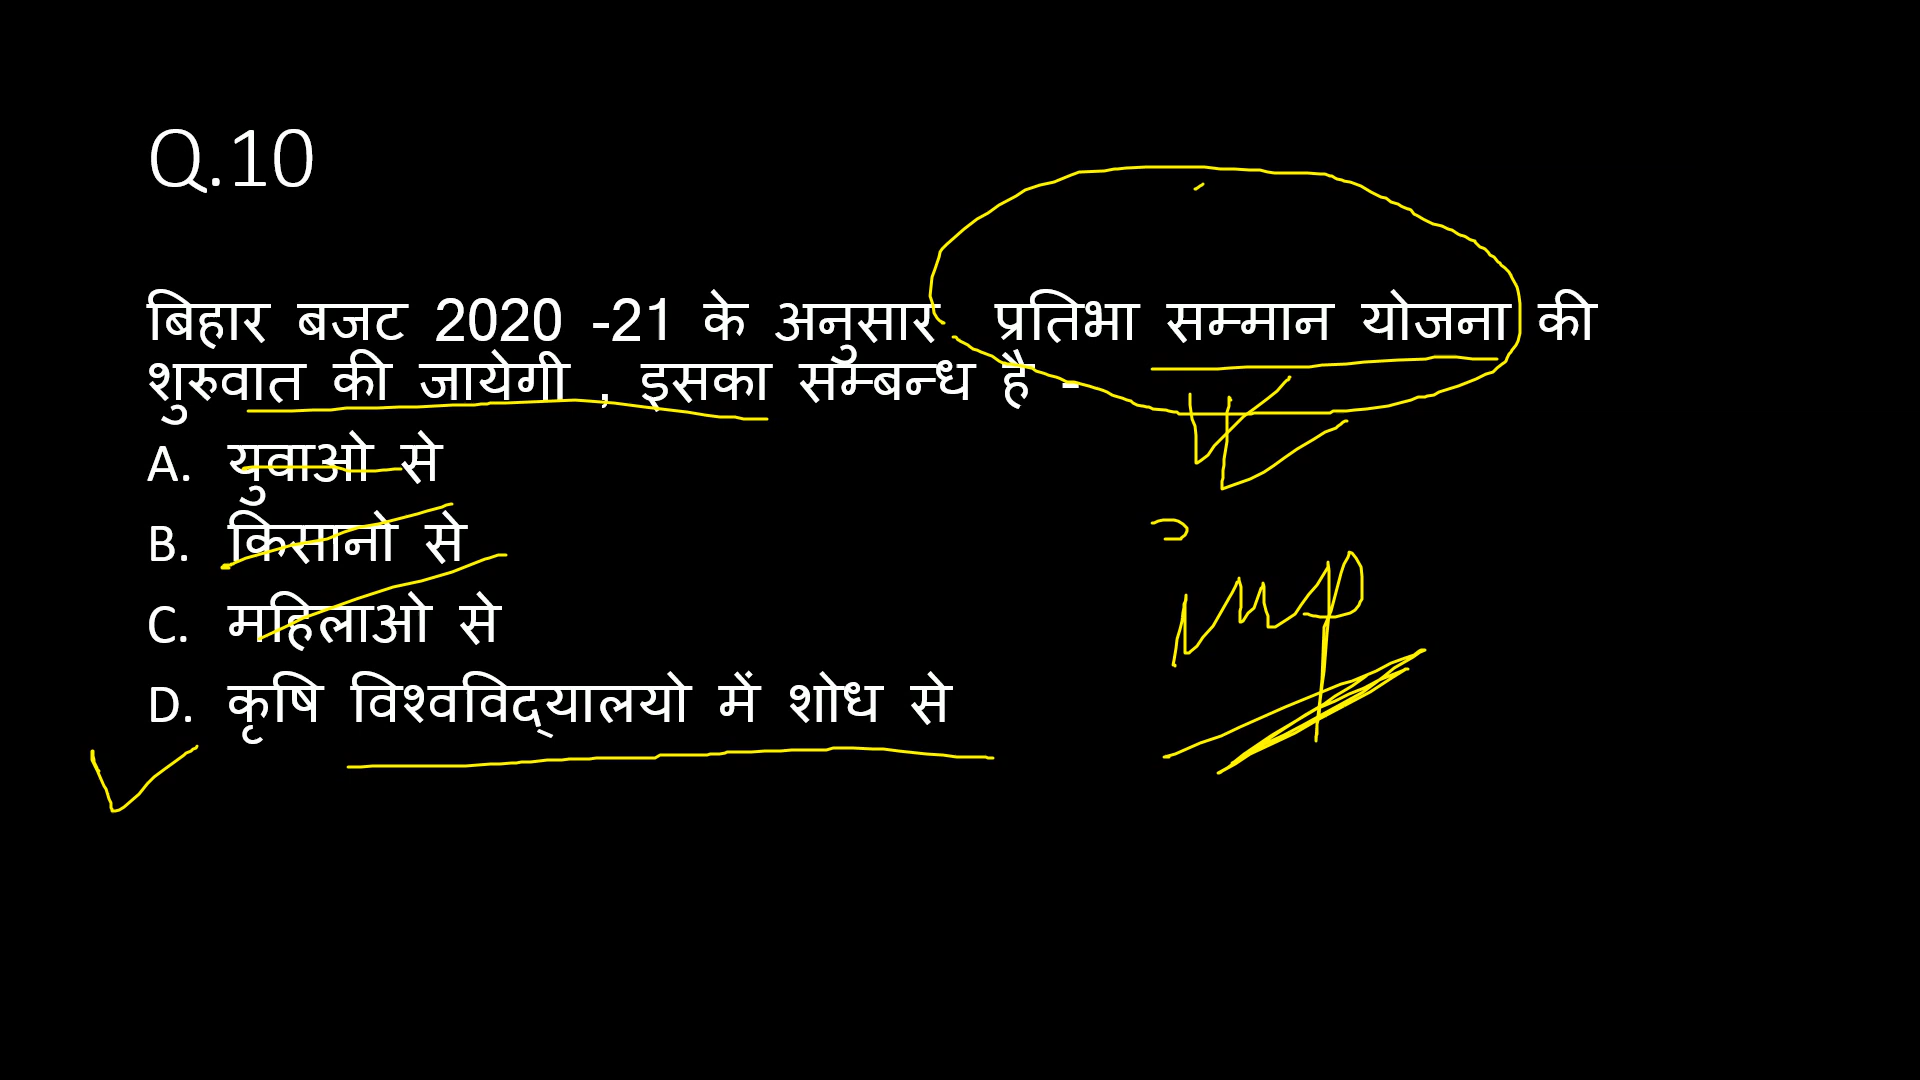 Q.10
बिहार बजट 2020 -21 के अनुसार प्रतिभा सम्मान योजना की
शुरुवात की जायेगी , इसका सम्बन्ध है -
A. युवाओ से
B. किसानो से
C. महिलाओ से
D. कृषि विश्वविद्‌यालयो में शोध से
imp